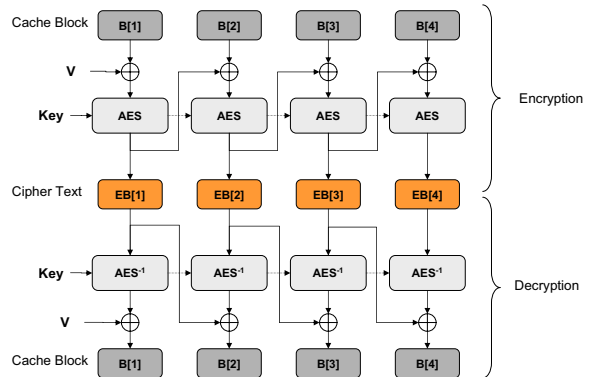 Cache Block B[1] B[2] B[3] B[4]
V
Key AES AES AES AES
Encryption
Cipher Text EB[1] EB[2] EB[3] EB[4]
Key AES-1 AES-1 AES-1 AES-1
Decryption
V
Cache Block B[1] B[2] B[3] B[4]